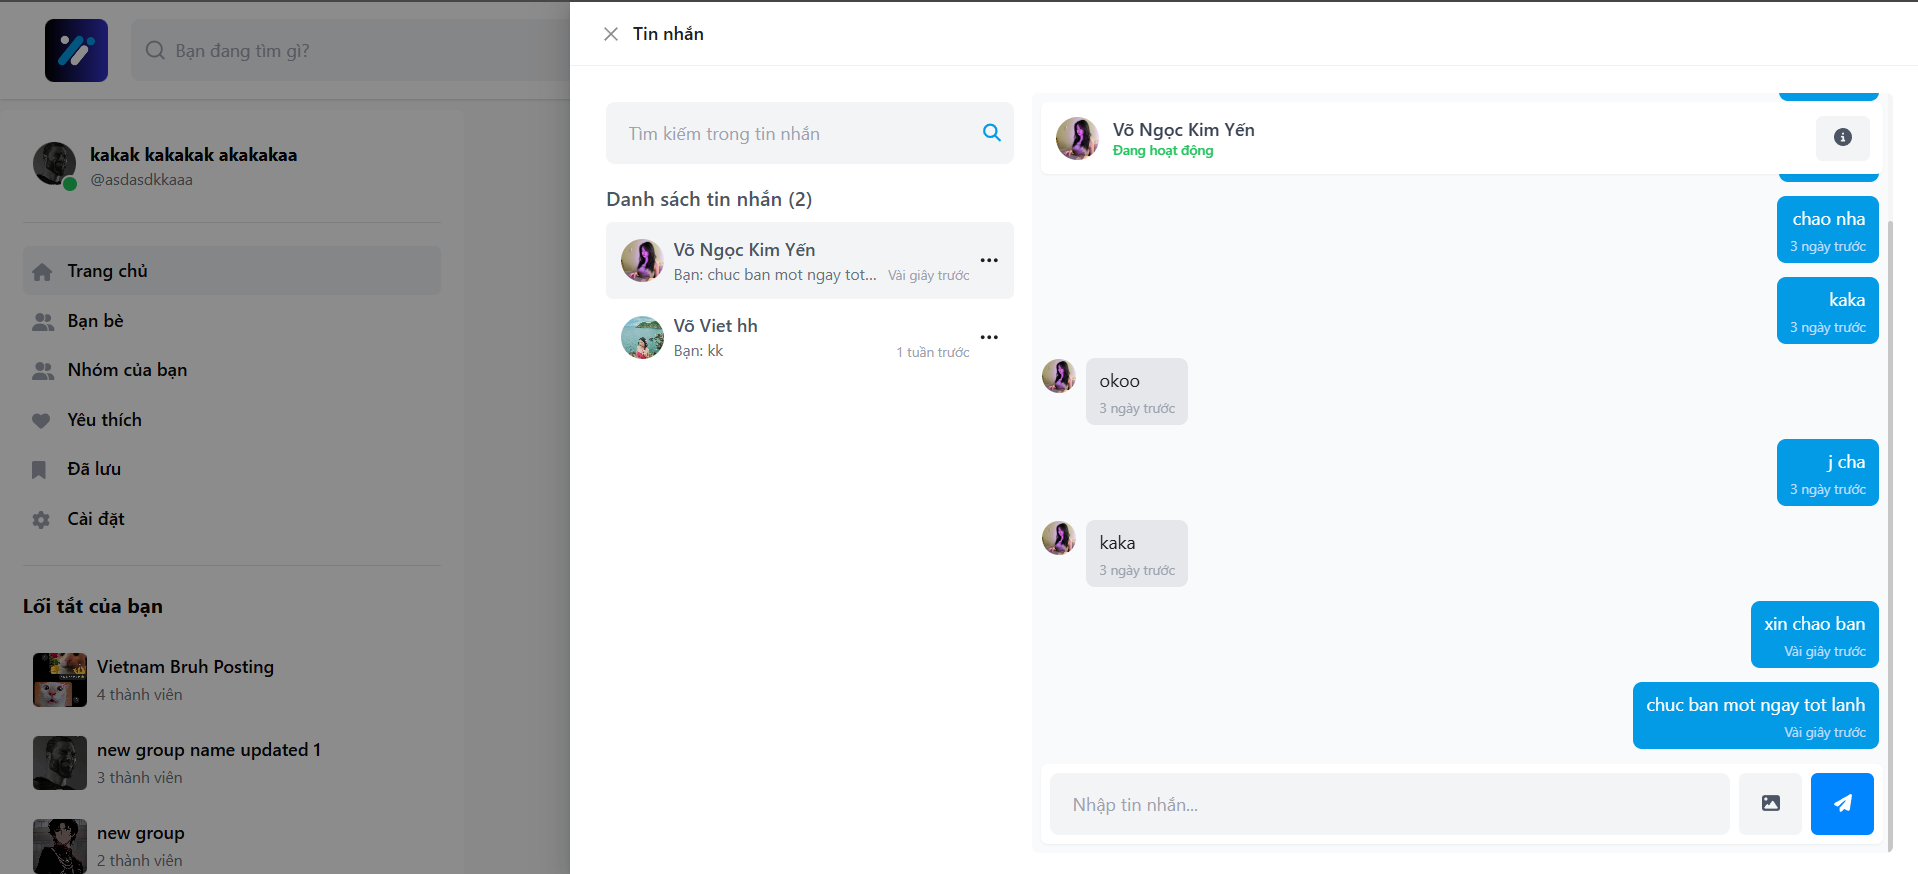 Bạn đang tìm gì?
kakak kakakak akakakaa
@asdasdkkaaa
Trang chủ
Bạn bè
Nhóm của bạn
Yêu thích
Đã lưu
Cài đặt
Lối tắt của bạn
Vietnam Bruh Posting
4 thành viên
new group name updated 1
3 thành viên
new group
2 thành viên
Tin nhắn
Tìm kiếm trong tin nhắn
Danh sách tin nhắn (2)
Võ Ngọc Kim Yến
Bạn: chuc ban mot ngay tot... Vài giây trước
Võ Viet hh
Bạn: kk 1 tuần trước
Võ Ngọc Kim Yến
Đang hoạt động
chao nha
3 ngày trước
kaka
3 ngày trước
okoo
3 ngày trước
j cha
3 ngày trước
kaka
3 ngày trước
xin chao ban
Vài giây trước
chuc ban mot ngay tot lanh
Vài giây trước
Nhập tin nhắn...